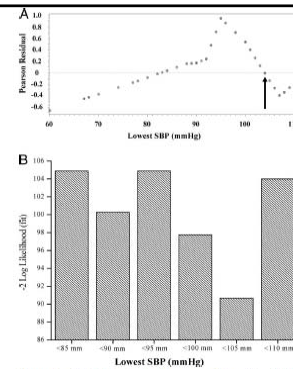 A
1.0
0.8
0.6
0.4
0.2
0
-0.2
-0.4
-0.6
Pearson Residual
60 70 80 90 100
Lowest SBP (mmHg)
B
106
104
102
100
98
96
94
92
90
88
86
-2 Log Likelihood (fit)
<85 mm <90 mm <95 mm <100 mm <105 mm <110 mm
Lowest SBP (mmHg)